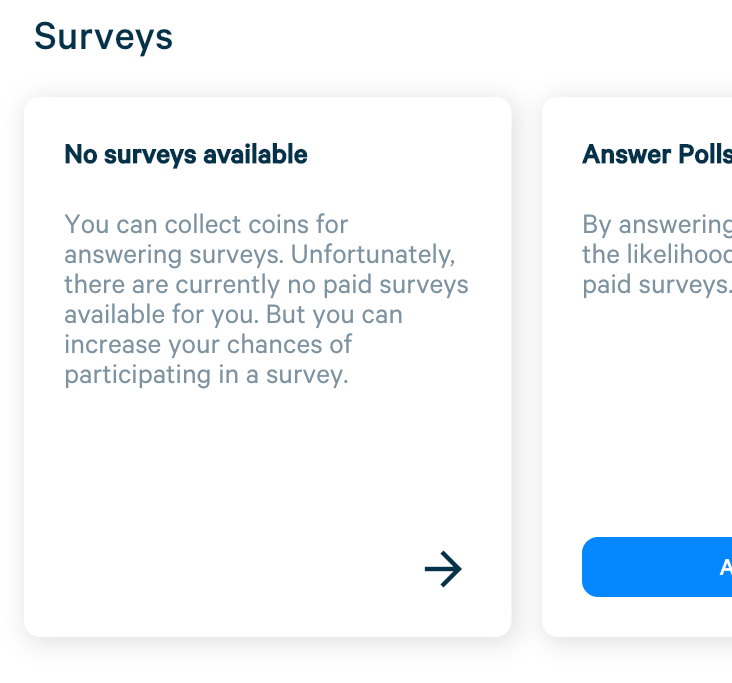 Surveys
No surveys available
You can collect coins for
answering surveys. Unfortunately,
there are currently no paid surveys
available for you. But you can
increase your chances of
participating in a survey.
Answer Polls
By answering
the likelihood
paid surveys.
A